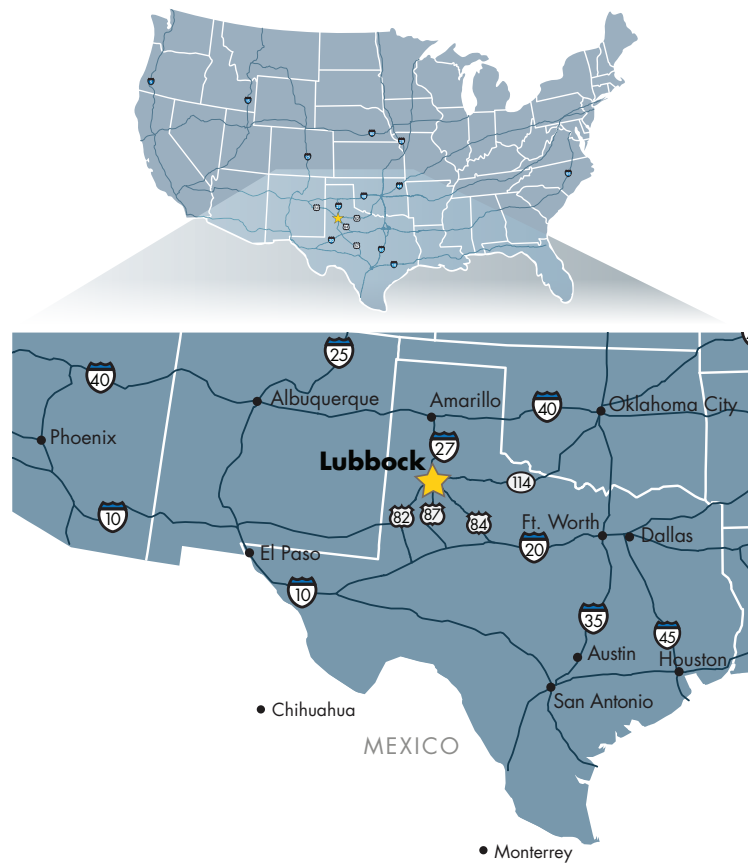 25
40
Albuquerque
Amarillo
40
Oklahoma City
Phoenix
27
Lubbock
114
10
82
87
84
Ft. Worth
20
Dallas
El Paso
10
35
45
Austin
Houston
San Antonio
Chihuahua
MEXICO
Monterrey